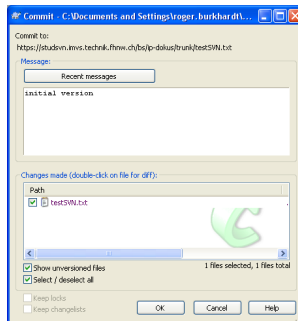 Commit - C:\Documents and Settings\roger.burkhardt\...
Commit to:
https://studsvn.imvs.technik.fhnw.ch/bs/ip-dokus/trunk/testSVN.txt
Message:
Recent messages
initial version
Changes made (double-click on file for diff):
Path
testSVN.txt
Show unversioned files
1 files selected, 1 files total
Select / deselect all
Keep locks
Keep changelists
OK
Cancel
Help